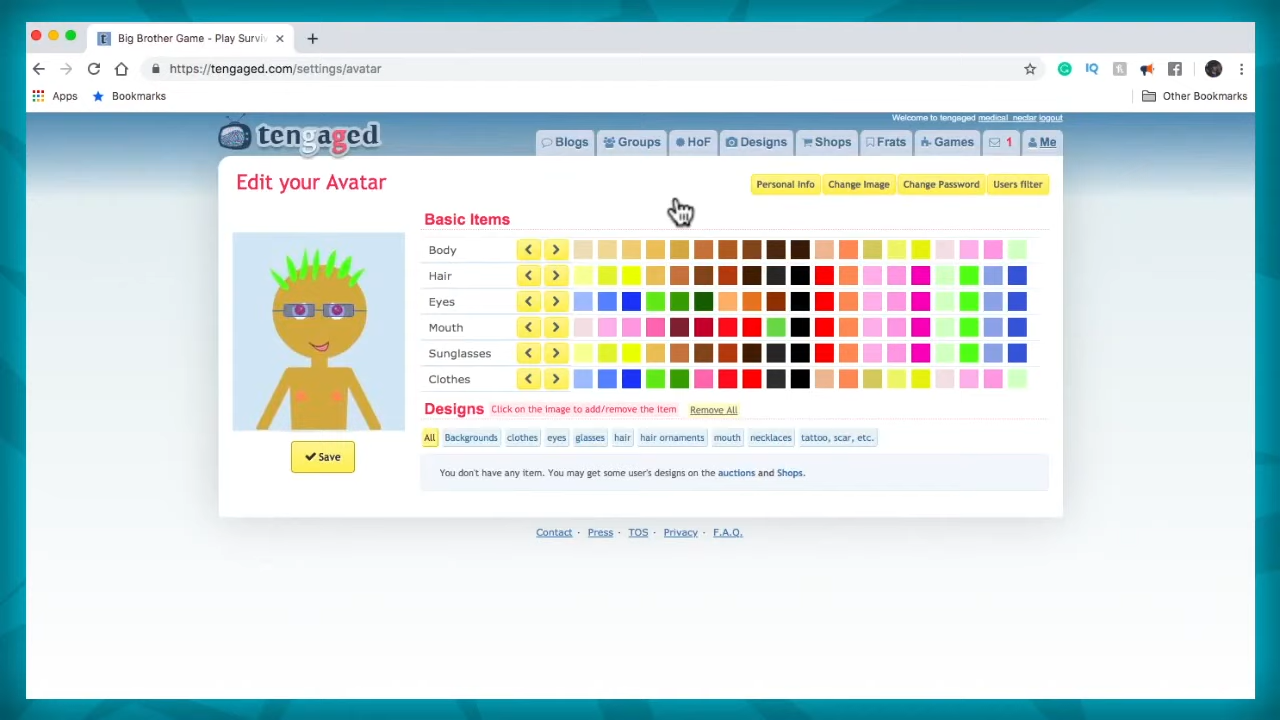 Big Brother Game - Play Surviv
https://tengaged.com/settings/avatar
Apps
Bookmarks
Other Bookmarks
Welcome to tengaged medical_nectar logout
tengaged
Blogs
Groups
HoF
Designs
Shops
Frats
Games
1
Me
Edit your Avatar
Personal Info
Change Image
Change Password
Users filter
Basic Items
Body
Hair
Eyes
Mouth
Sunglasses
Clothes
Designs Click on the image to add/remove the item Remove All
All Backgrounds clothes eyes glasses hair hair ornaments mouth necklaces tattoo, scar, etc.
Save
You don't have any item. You may get some user's designs on the auctions and Shops.
Contact · Press · TOS · Privacy · F.A.Q.